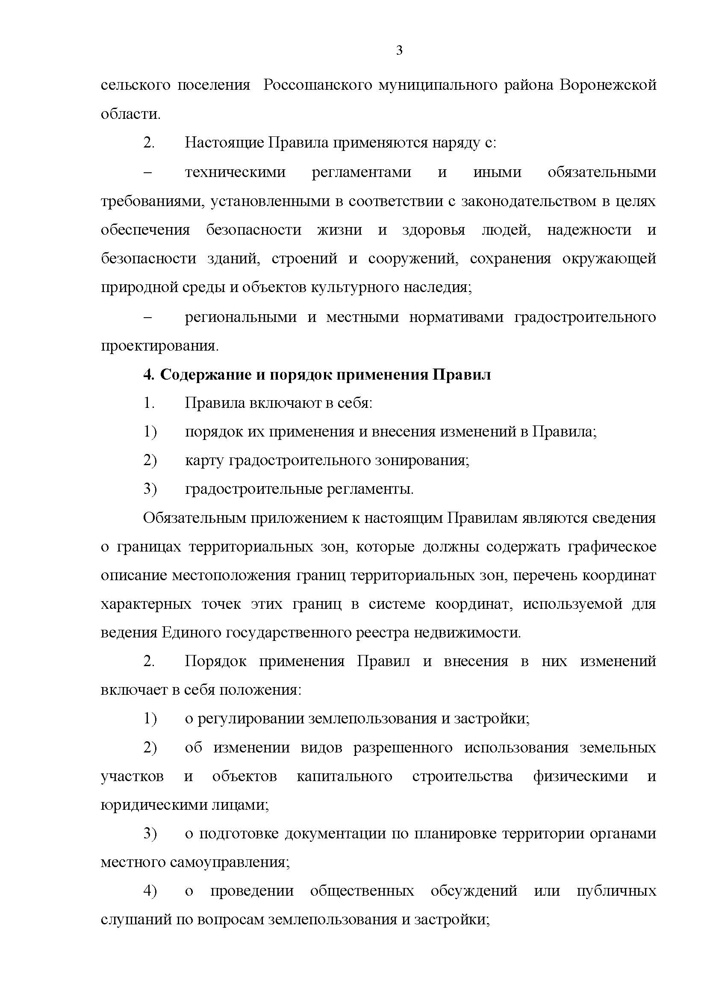 3
сельского поселения Россошанского муниципального района Воронежской
области.
2. Настоящие Правила применяются наряду с:
– техническими регламентами и иными обязательными
требованиями, установленными в соответствии с законодательством в целях
обеспечения безопасности жизни и здоровья людей, надежности и
безопасности зданий, строений и сооружений, сохранения окружающей
природной среды и объектов культурного наследия;
– региональными и местными нормативами градостроительного
проектирования.
4. Содержание и порядок применения Правил
1. Правила включают в себя:
1) порядок их применения и внесения изменений в Правила;
2) карту градостроительного зонирования;
3) градостроительные регламенты.
Обязательным приложением к настоящим Правилам являются сведения
о границах территориальных зон, которые должны содержать графическое
описание местоположения границ территориальных зон, перечень координат
характерных точек этих границ в системе координат, используемой для
ведения Единого государственного реестра недвижимости.
2. Порядок применения Правил и внесения в них изменений
включает в себя положения:
1) о регулировании землепользования и застройки;
2) об изменении видов разрешенного использования земельных
участков и объектов капитального строительства физическими и
юридическими лицами;
3) о подготовке документации по планировке территории органами
местного самоуправления;
4) о проведении общественных обсуждений или публичных
слушаний по вопросам землепользования и застройки;